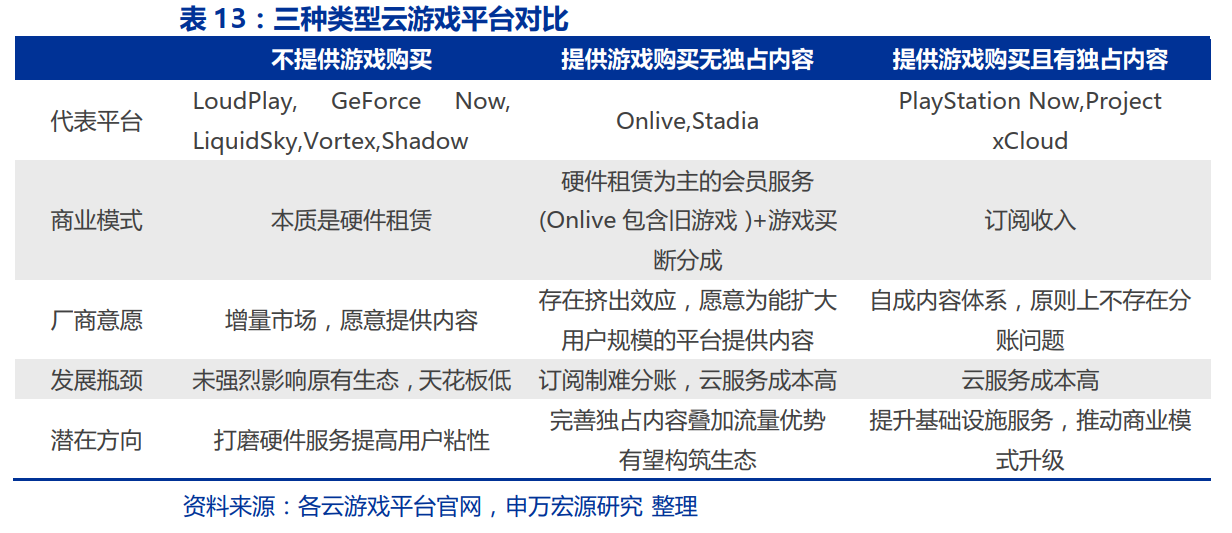 表 13：三种类型云游戏平台对比
不提供游戏购买 提供游戏购买无独占内容 提供游戏购买且有独占内容
代表平台
LoudPlay, GeForce Now,
LiquidSky,Vortex,Shadow
Onlive,Stadia
PlayStation Now,Project
xCloud
商业模式
本质是硬件租赁
硬件租赁为主的会员服务
(Onlive 包含旧游戏 )+游戏买
断分成
订阅收入
厂商意愿
增量市场，愿意提供内容
存在挤出效应，愿意为能扩大
用户规模的平台提供内容
自成内容体系，原则上不存在分
账问题
发展瓶颈
未强烈影响原有生态，天花板低
订阅制难分账，云服务成本高
云服务成本高
潜在方向
打磨硬件服务提高用户粘性
完善独占内容叠加流量优势
有望构筑生态
提升基础设施服务，推动商业模
式升级
资料来源：各云游戏平台官网，申万宏源研究 整理